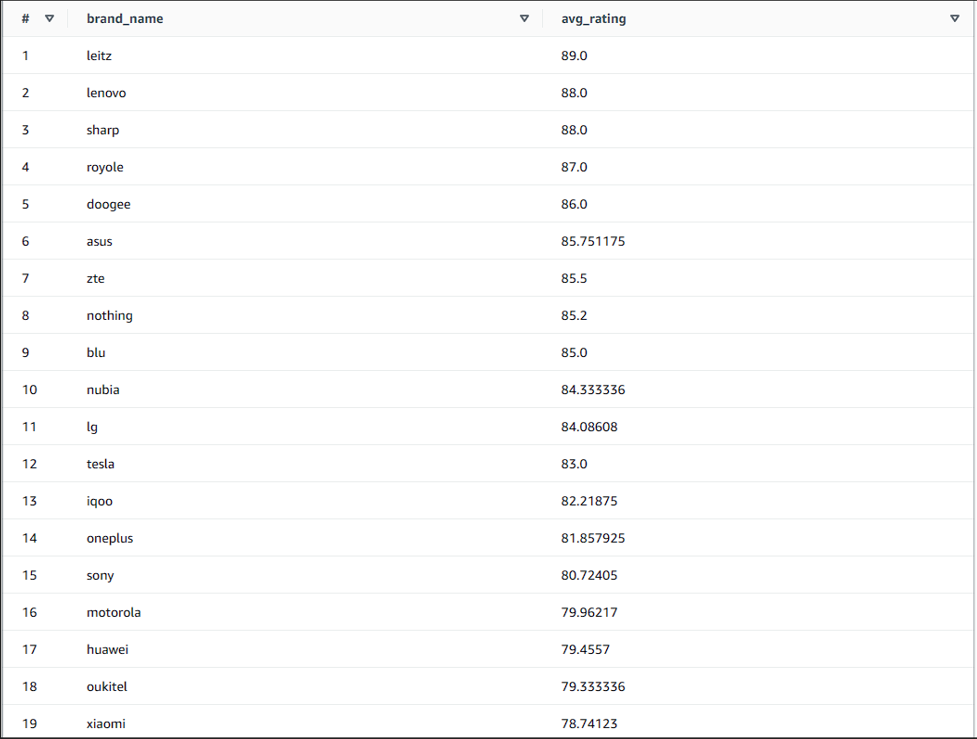 # brand_name avg_rating
1 leitz 89.0
2 lenovo 88.0
3 sharp 88.0
4 royole 87.0
5 doogee 86.0
6 asus 85.751175
7 zte 85.5
8 nothing 85.2
9 blu 85.0
10 nubia 84.333336
11 lg 84.08608
12 tesla 83.0
13 iqoo 82.21875
14 oneplus 81.857925
15 sony 80.72405
16 motorola 79.96217
17 huawei 79.4557
18 oukitel 79.333336
19 xiaomi 78.74123